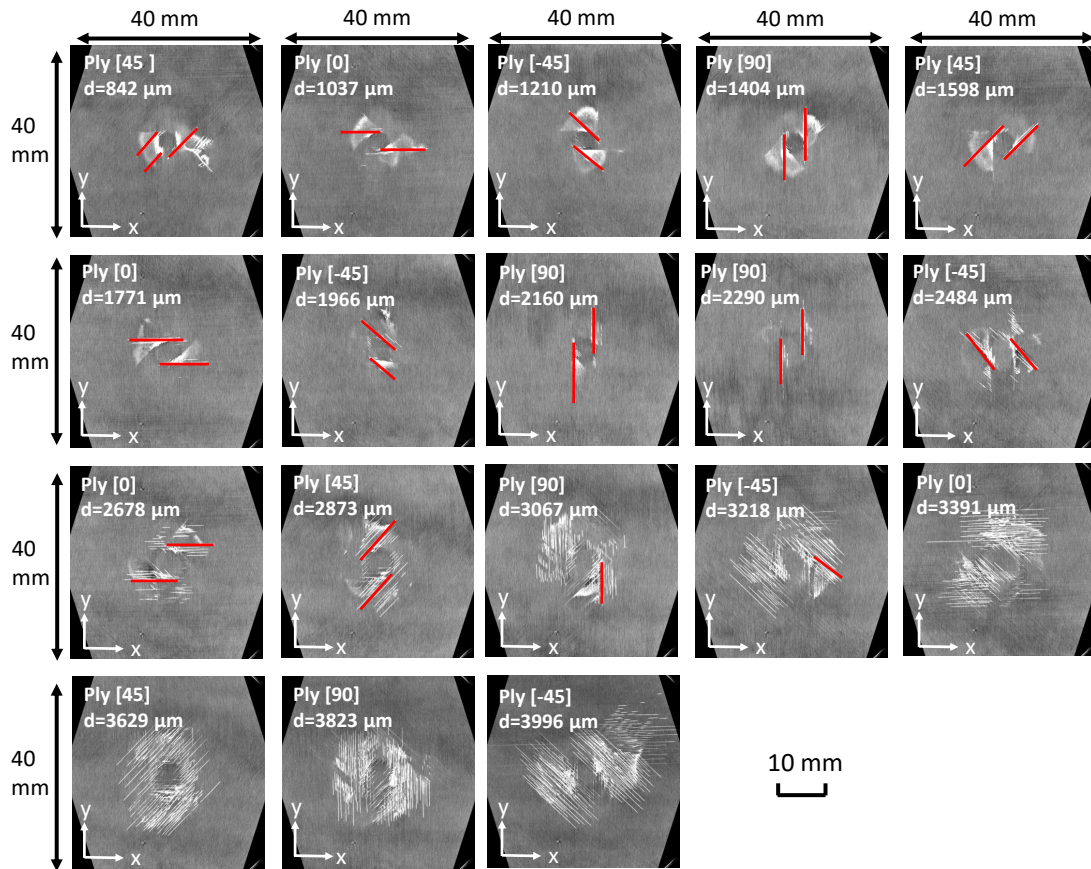 40 mm
40 mm
40 mm
40 mm
40 mm
40
mm
Ply [45 ]
d=842 µm
y
x
Ply [0]
d=1037 µm
y
x
Ply [-45]
d=1210 µm
y
x
Ply [90]
d=1404 µm
y
x
Ply [45]
d=1598 µm
y
x
40
mm
Ply [0]
d=1771 µm
y
x
Ply [-45]
d=1966 µm
y
x
Ply [90]
d=2160 µm
y
x
Ply [90]
d=2290 µm
y
x
Ply [-45]
d=2484 µm
y
x
40
mm
Ply [0]
d=2678 µm
y
x
Ply [45]
d=2873 µm
y
x
Ply [90]
d=3067 µm
y
x
Ply [-45]
d=3218 µm
y
x
Ply [0]
d=3391 µm
y
x
40
mm
Ply [45]
d=3629 µm
y
x
Ply [90]
d=3823 µm
y
x
Ply [-45]
d=3996 µm
y
x
10 mm